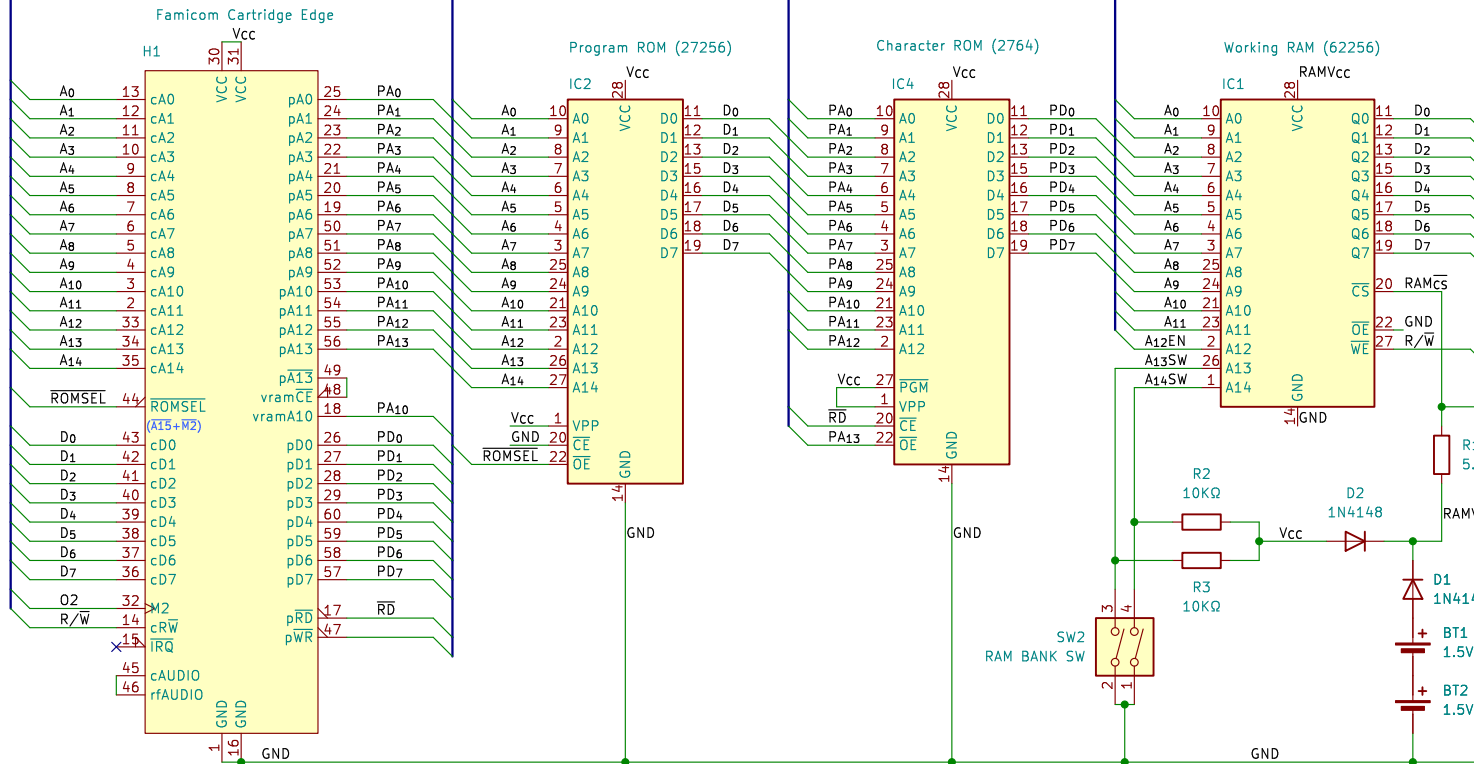 Famicom Cartridge Edge
H1
Vcc
30 31
VCC VCC
A0 13 cA0 pA0 25 PA0
A1 12 cA1 pA1 24 PA1
A2 11 cA2 pA2 23 PA2
A3 10 cA3 pA3 22 PA3
A4 9 cA4 pA4 21 PA4
A5 8 cA5 pA5 20 PA5
A6 7 cA6 pA6 19 PA6
A7 6 cA7 pA7 50 PA7
A8 5 cA8 pA8 51 PA8
A9 4 cA9 pA9 52 PA9
A10 3 cA10 pA10 53 PA10
A11 2 cA11 pA11 54 PA11
A12 33 cA12 pA12 55 PA12
A13 34 cA13 pA13 56 PA13
A14 35 cA14
pA13 49
vramCE 48
ROMSEL 44 ROMSEL
vramA10 18 PA10
(A15+M2)
D0 43 cD0 pD0 26 PD0
D1 42 cD1 pD1 27 PD1
D2 41 cD2 pD2 28 PD2
D3 40 cD3 pD3 29 PD3
D4 39 cD4 pD4 60 PD4
D5 38 cD5 pD5 59 PD5
D6 37 cD6 pD6 58 PD6
D7 36 cD7 pD7 57 PD7
O2 32 M2 pRD 17 RD
R/W 14 cRW pWR 47
15 IRQ
45 cAUDIO
46 rfAUDIO
GND GND
1 16
GND
Program ROM (27256)
IC2
Vcc
28
VCC
A0 10 A0 D0 11 D0
A1 9 A1 D1 12 D1
A2 8 A2 D2 13 D2
A3 7 A3 D3 15 D3
A4 6 A4 D4 16 D4
A5 5 A5 D5 17 D5
A6 4 A6 D6 18 D6
A7 3 A7 D7 19 D7
A8 25 A8
A9 24 A9
A10 21 A10
A11 23 A11
A12 2 A12
A13 26 A13
A14 27 A14
Vcc 1 VPP
GND 20 CE
ROMSEL 22 OE
GND
14
GND
Character ROM (2764)
IC4
Vcc
28
VCC
PA0 10 A0 D0 11 PD0
PA1 9 A1 D1 12 PD1
PA2 8 A2 D2 13 PD2
PA3 7 A3 D3 15 PD3
PA4 6 A4 D4 16 PD4
PA5 5 A5 D5 17 PD5
PA6 4 A6 D6 18 PD6
PA7 3 A7 D7 19 PD7
PA8 25 A8
PA9 24 A9
PA10 21 A10
PA11 23 A11
PA12 2 A12
Vcc 27 PGM
1 VPP
RD 20 CE
PA13 22 OE
GND
14
GND
Working RAM (62256)
IC1
RAMVcc
28
VCC
A0 10 A0 Q0 11 D0
A1 9 A1 Q1 12 D1
A2 8 A2 Q2 13 D2
A3 7 A3 Q3 15 D3
A4 6 A4 Q4 16 D4
A5 5 A5 Q5 17 D5
A6 4 A6 Q6 18 D6
A7 3 A7 Q7 19 D7
A8 25 A8
A9 24 A9 CS 20 RAMCS
A10 21 A10
A11 23 A11 OE 22 GND
A12EN 2 A12 WE 27 R/W
A13SW 26 A13
A14SW 1 A14
GND
14 GND
R2
10KΩ
R3
10KΩ
Vcc
D2
1N4148
D1
BT1
1.5V
BT2
1.5V
3 4
SW2
RAM BANK SW
2 1
GND